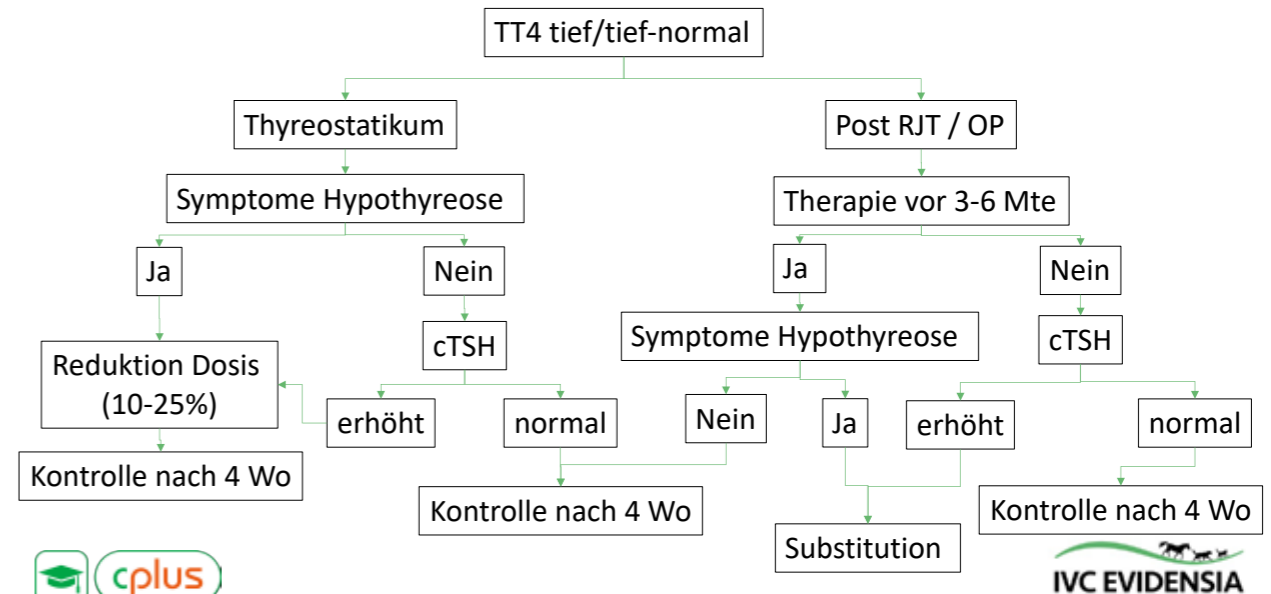 TT4 tief/tief-normal
Thyreostatikum
Post RJT / OP
Symptome Hypothyreose
Therapie vor 3-6 Mte
Ja
Nein
Ja
Nein
cTSH
Symptome Hypothyreose
cTSH
Reduktion Dosis
(10-25%)
erhöht
normal
Nein
Ja
erhöht
normal
Kontrolle nach 4 Wo
Kontrolle nach 4 Wo
Kontrolle nach 4 Wo
Substitution
cplus
IVC EVIDENSIA